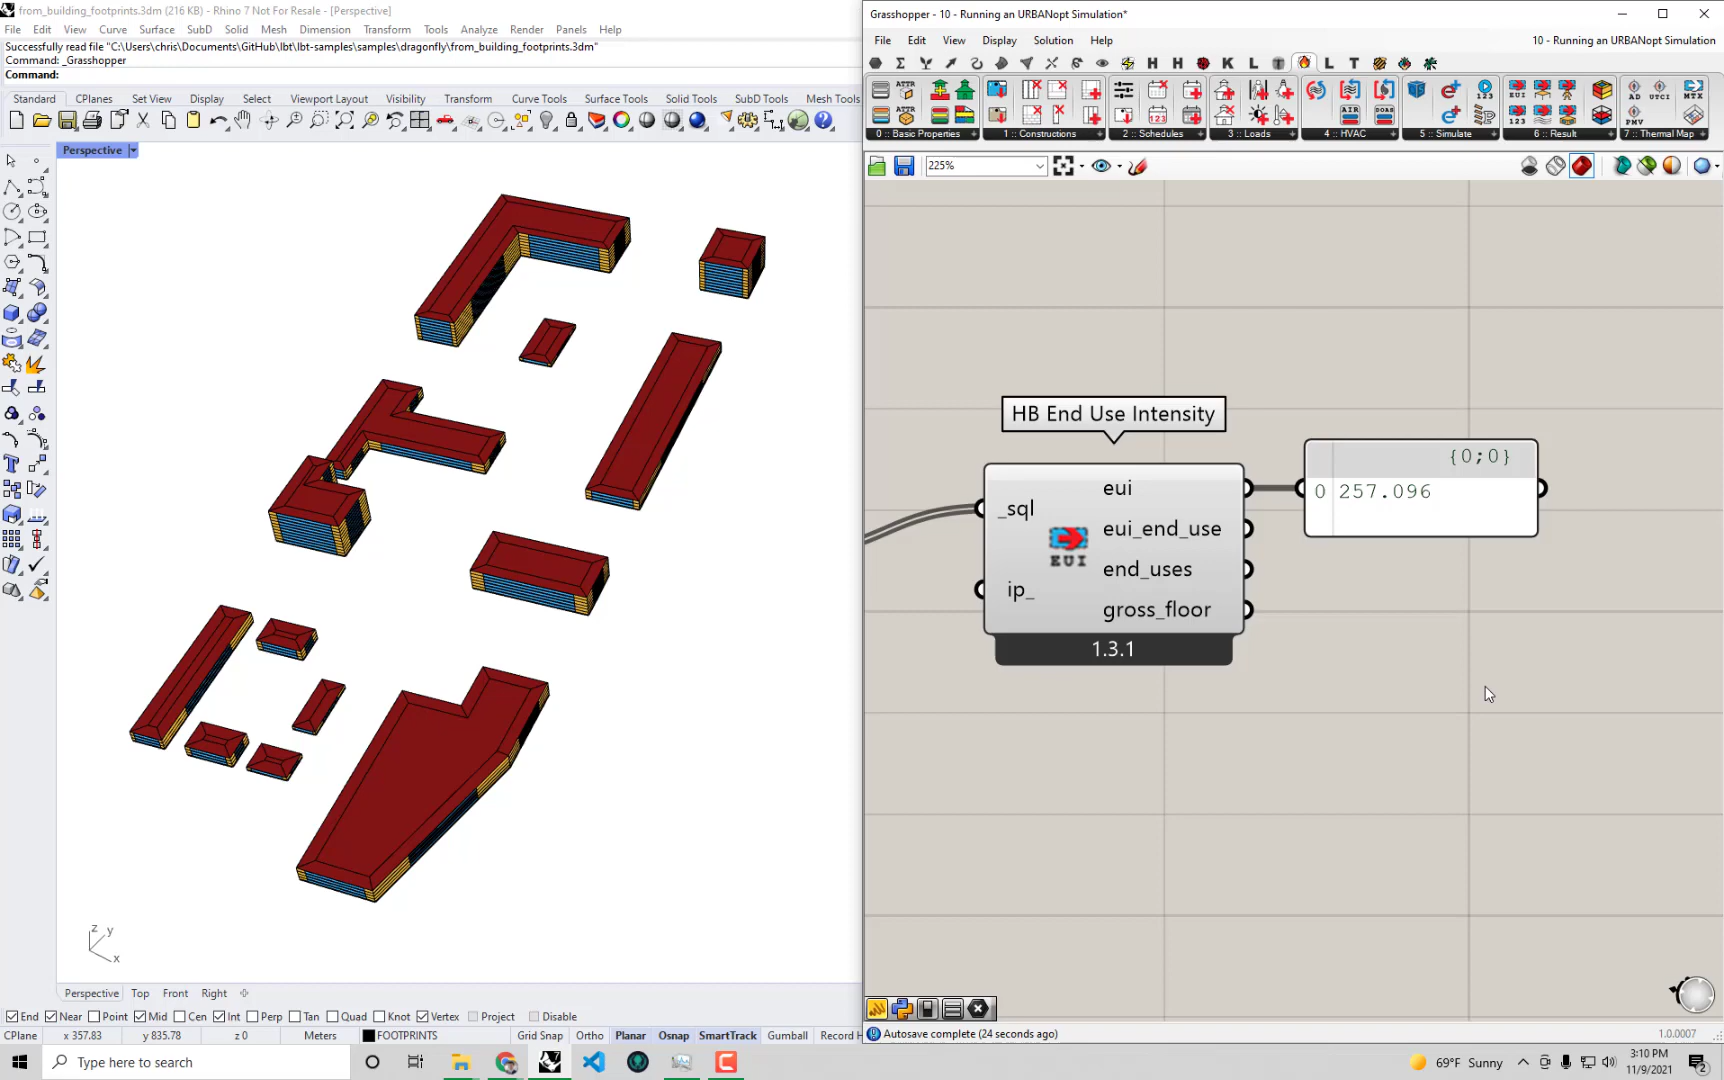 from_building_footprints.3dm (216 KB) - Rhino 7 Not For Resale - [Perspective]
File Edit View Curve Surface SubD Solid Mesh Dimension Transform Tools Analyze Render Panels Help
Successfully read file "C:\Users\chris\Documents\GitHub\lbt\lbt-samples\samples\dragonfly\from_building_footprints.3dm"
Command: _Grasshopper
Command:
Standard CPlanes Set View Display Select Viewport Layout Visibility Transform Curve Tools Surface Tools Solid Tools SubD Tools Mesh Tools
Perspective
z y
x
Perspective Top Front Right
End Near Point Mid Cen Int Perp Tan Quad Knot Vertex Project Disable
CPlane x 357.83 y 835.78 z 0 Meters FOOTPRINTS Grid Snap Ortho Planar Osnap SmartTrack Gumball Record H
Grasshopper - 10 - Running an URBANopt Simulation*
File Edit View Display Solution Help
10 - Running an URBANopt Simulation
0 :: Basic Properties 1 :: Constructions 2 :: Schedules 3 :: Loads 4 :: HVAC 5 :: Simulate 6 :: Result 7 :: Thermal Map
225%
HB End Use Intensity
_sql
ip_
EUI
eui
eui_end_use
end_uses
gross_floor
1.3.1
{0;0}
0 257.096
Autosave complete (24 seconds ago)
1.0.0007
Type here to search
69°F Sunny
3:10 PM
11/9/2021
2